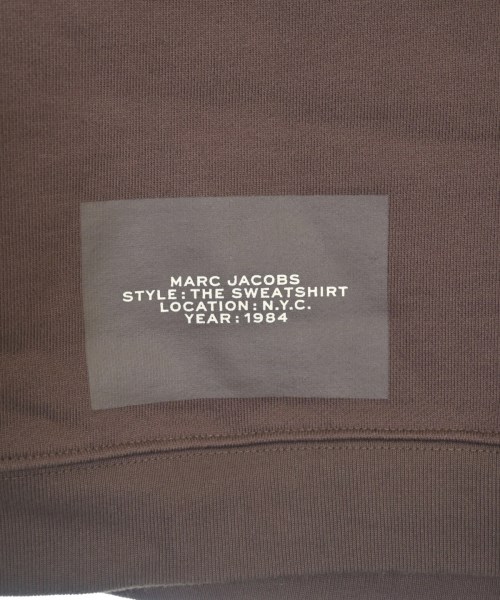 MARC JACOBS
STYLE: THE SWEATSHIRT
LOCATION: N.Y.C.
YEAR: 1984